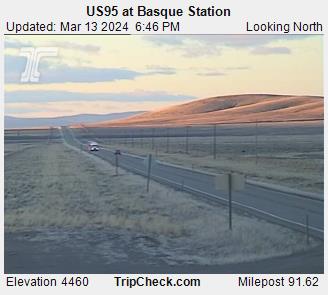 US95 at Basque Station
Updated: Mar 13 2024 6:46 PM Looking North
Elevation 4460 TripCheck.com Milepost 91.62